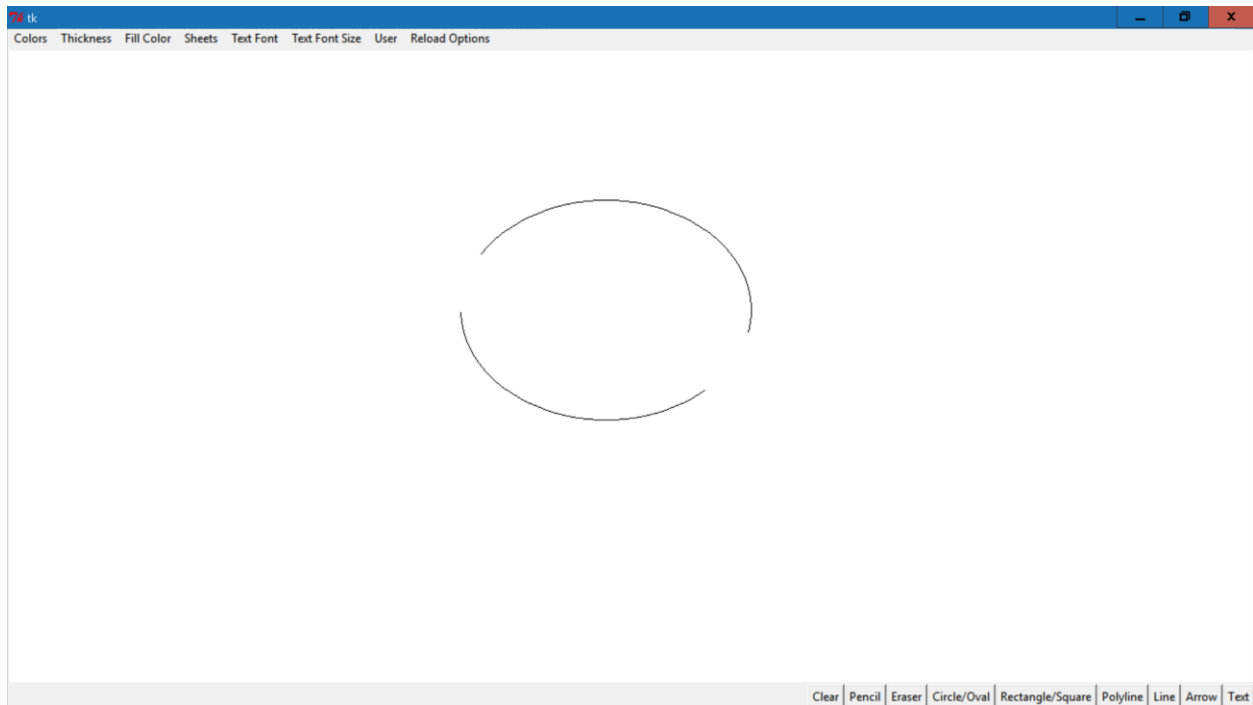 tk
Colors Thickness Fill Color Sheets Text Font Text Font Size User Reload Options
Clear Pencil Eraser Circle/Oval Rectangle/Square Polyline Line Arrow Text